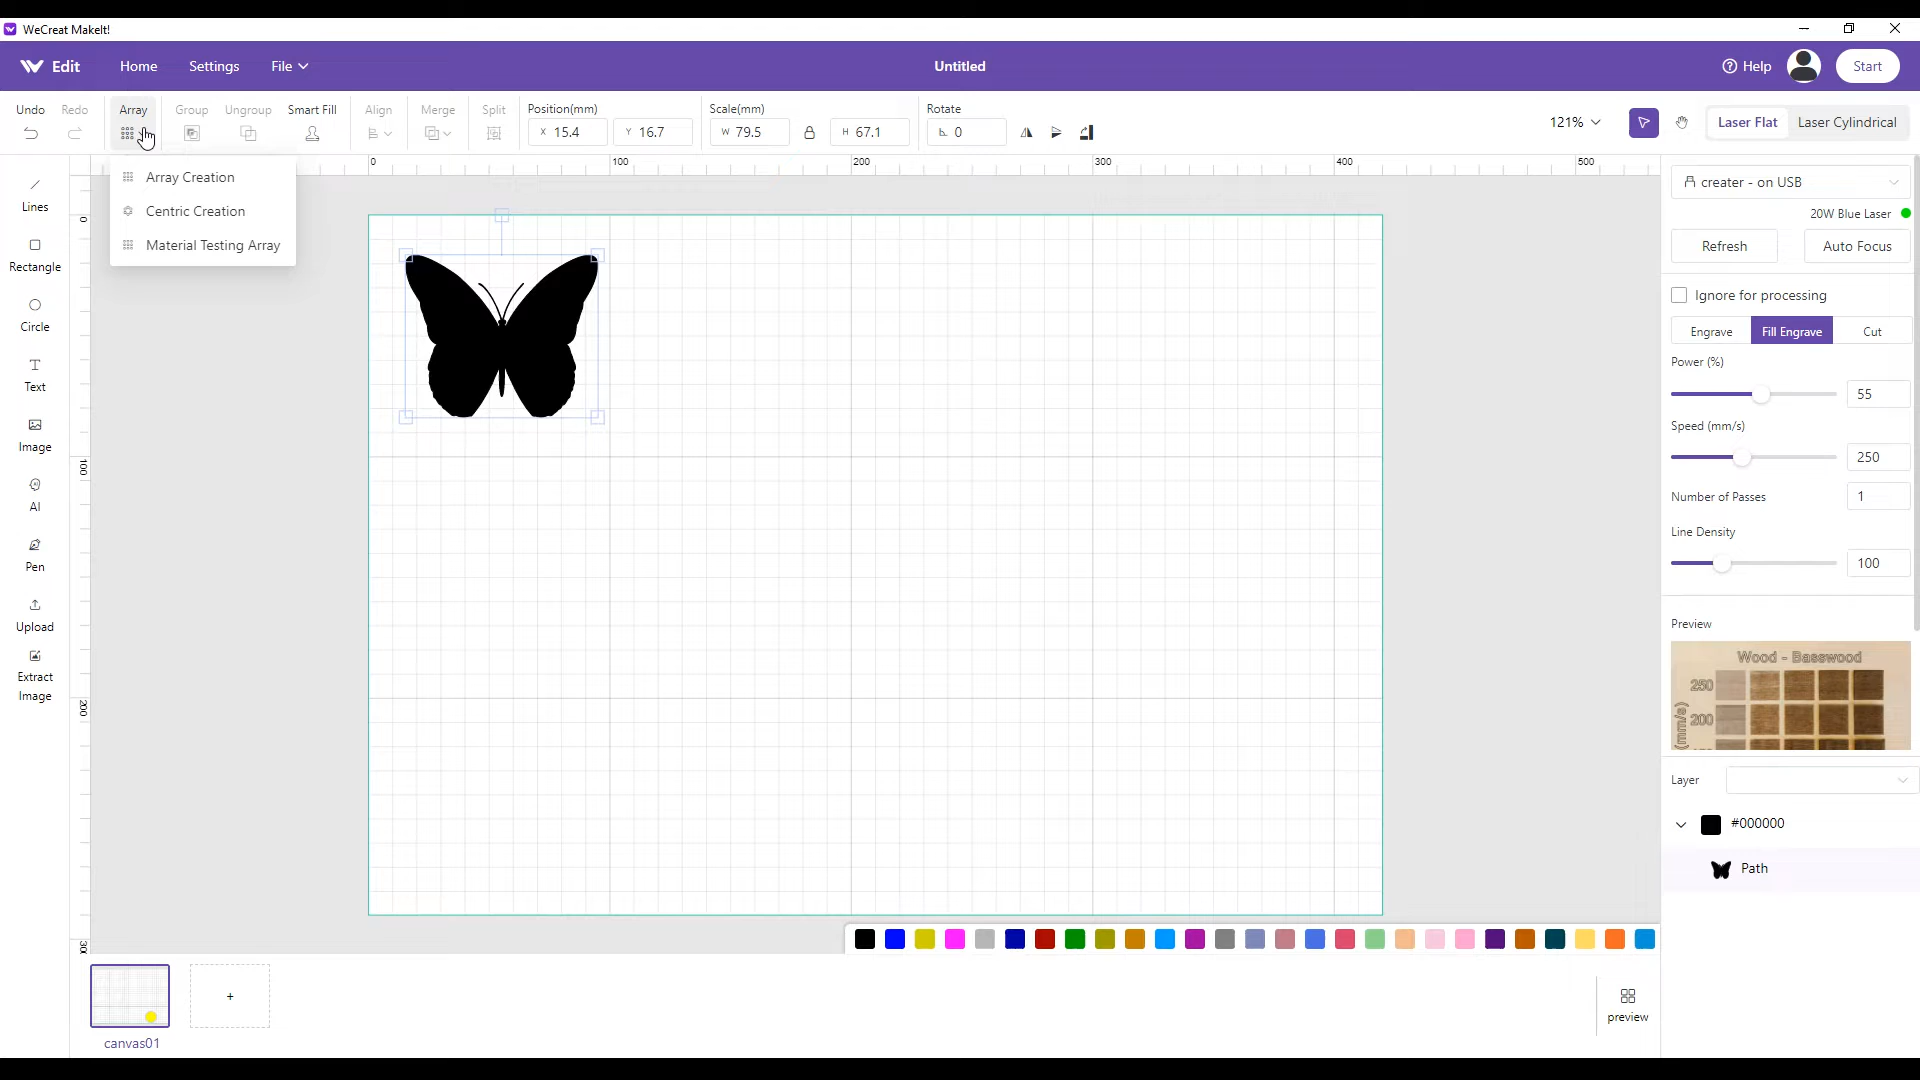 WeCreat MakeIt!
Edit Home Settings File Untitled Help Start
Undo Redo Array Group Ungroup Smart Fill Align Merge Split Position(mm) Scale(mm) Rotate
X 15.4 Y 16.7 W 79.5 H 67.1 0 121% Laser Flat Laser Cylindrical
0 100 200 300 400 500
Array Creation
Centric Creation
Material Testing Array
Lines
Rectangle
Circle
Text
Image
AI
Pen
Upload
Extract
Image
0
100
200
30
creater - on USB
20W Blue Laser
Refresh Auto Focus
Ignore for processing
Engrave Fill Engrave Cut
Power (%)
55
Speed (mm/s)
250
Number of Passes 1
Line Density
100
Preview
Wood - Basswood
250
200
(mm/s)
Layer
#000000
Path
+
canvas01
preview